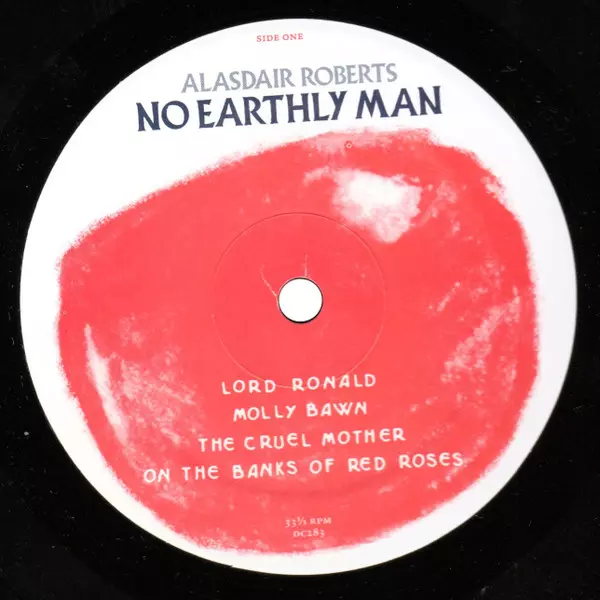 SIDE ONE
ALASDAIR ROBERTS
NO EARTHLY MAN
LORD RONALD
MOLLY BAWN
THE CRUEL MOTHER
ON THE BANKS OF RED ROSES
33⅓ RPM
DC283